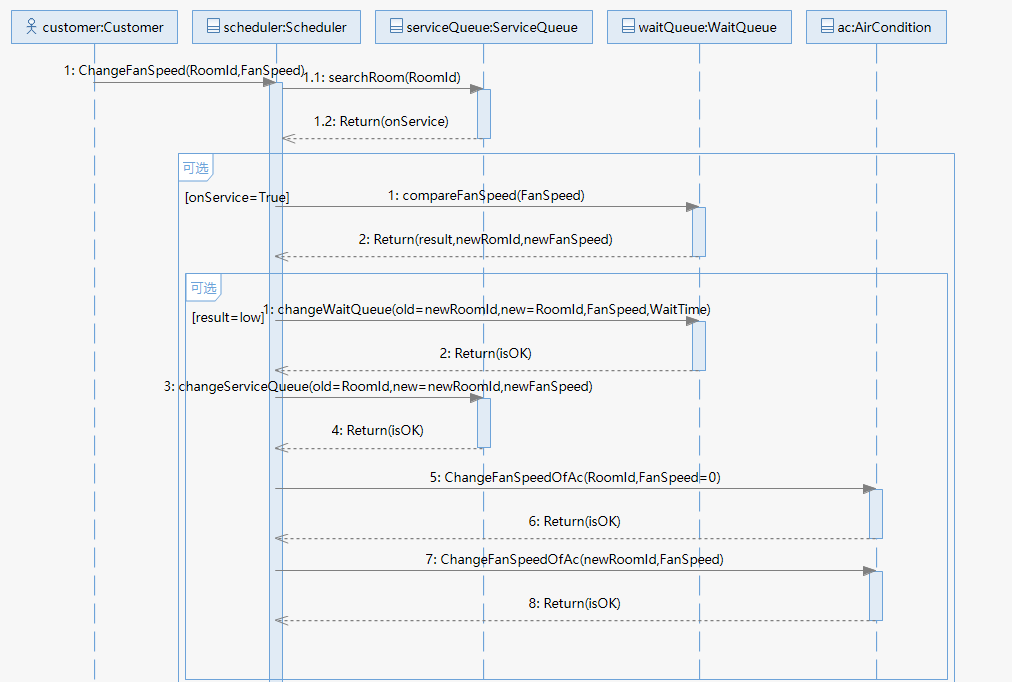 customer:Customer
scheduler:Scheduler
serviceQueue:ServiceQueue
waitQueue:WaitQueue
ac:AirCondition
1: ChangeFanSpeed(RoomId,FanSpeed)
1.1: searchRoom(RoomId)
1.2: Return(onService)
可选
[onService=True]
1: compareFanSpeed(FanSpeed)
2: Return(result,newRomId,newFanSpeed)
可选
[result=low]
1: changeWaitQueue(old=newRoomId,new=RoomId,FanSpeed,WaitTime)
2: Return(isOK)
3: changeServiceQueue(old=RoomId,new=newRoomId,newFanSpeed)
4: Return(isOK)
5: ChangeFanSpeedOfAc(RoomId,FanSpeed=0)
6: Return(isOK)
7: ChangeFanSpeedOfAc(newRoomId,FanSpeed)
8: Return(isOK)